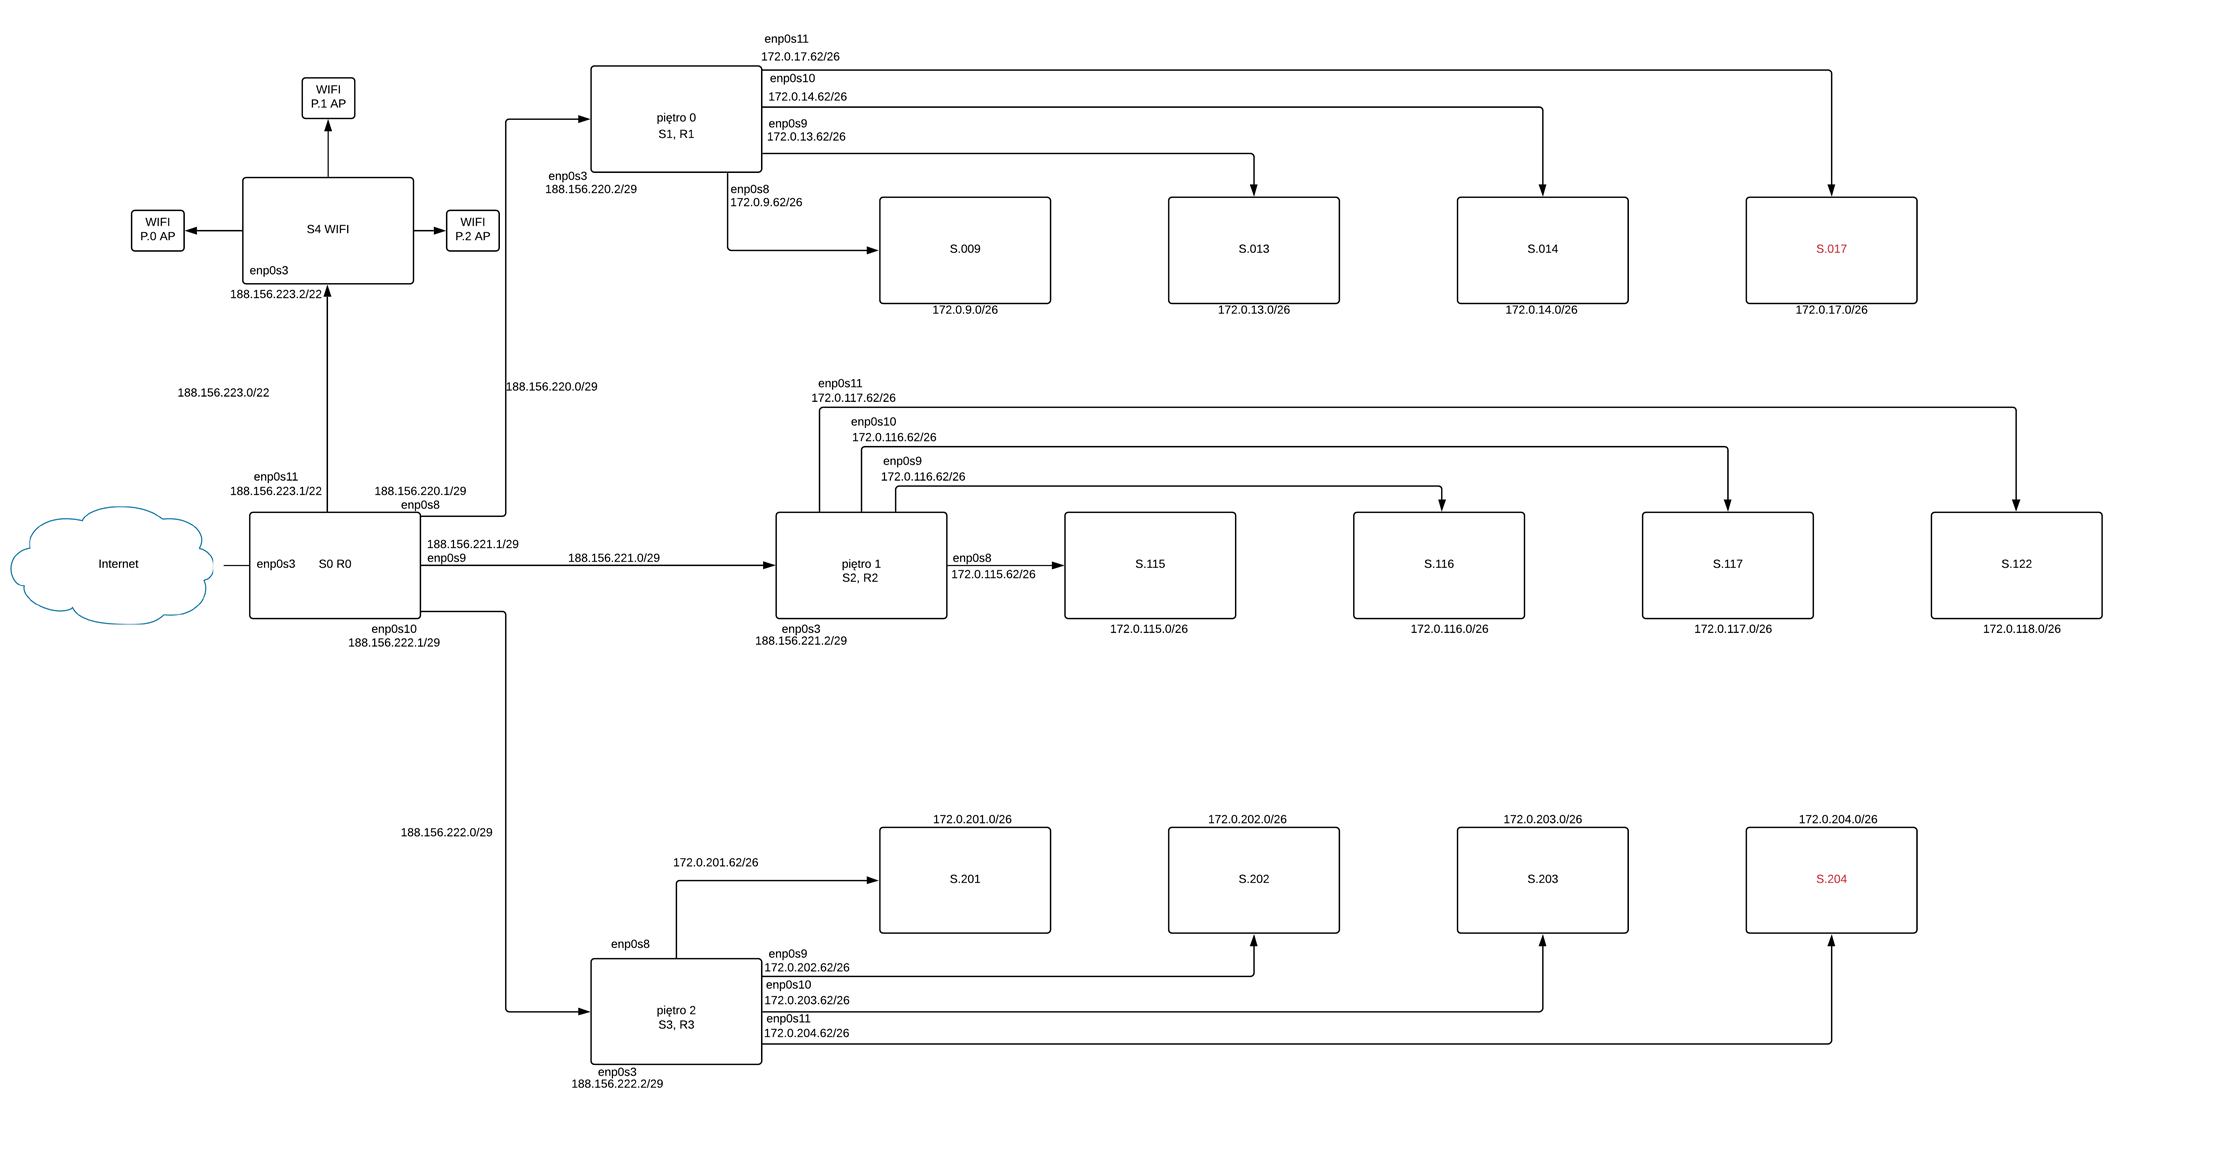 enp0s11
172.0.17.62/26
enp0s10
172.0.14.62/26
enp0s9
172.0.13.62/26
piętro 0
S1, R1
enp0s3
188.156.220.2/29
enp0s8
172.0.9.62/26
S.009
172.0.9.0/26
S.013
172.0.13.0/26
S.014
172.0.14.0/26
S.017
172.0.17.0/26
WIFI
P.1 AP
WIFI
P.0 AP
S4 WIFI
WIFI
P.2 AP
enp0s3
188.156.223.2/22
188.156.223.0/22
188.156.220.0/29
enp0s11
188.156.223.1/22
188.156.220.1/29
enp0s8
Internet
enp0s3
S0 R0
188.156.221.1/29
enp0s9
188.156.221.0/29
enp0s10
188.156.222.1/29
enp0s11
172.0.117.62/26
enp0s10
172.0.116.62/26
enp0s9
172.0.116.62/26
piętro 1
S2, R2
enp0s3
188.156.221.2/29
enp0s8
172.0.115.62/26
S.115
172.0.115.0/26
S.116
172.0.116.0/26
S.117
172.0.117.0/26
S.122
172.0.118.0/26
188.156.222.0/29
172.0.201.62/26
172.0.201.0/26
S.201
172.0.202.0/26
S.202
172.0.203.0/26
S.203
172.0.204.0/26
S.204
enp0s8
enp0s9
172.0.202.62/26
enp0s10
172.0.203.62/26
enp0s11
172.0.204.62/26
piętro 2
S3, R3
enp0s3
188.156.222.2/29